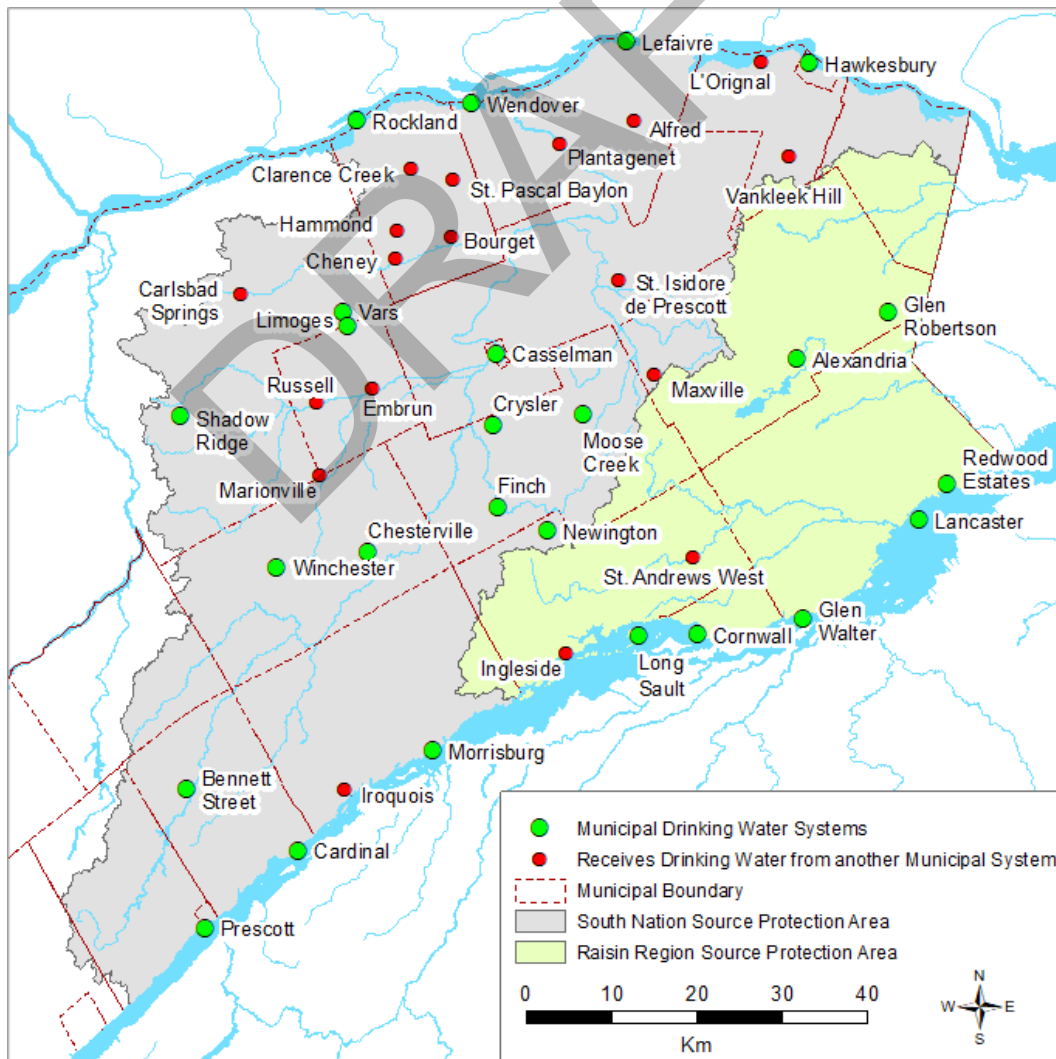 Lefaivre
L'Orignal
Hawkesbury
Wendover
Rockland
Alfred
Plantagenet
Clarence Creek
St. Pascal Baylon
Vankleek Hill
Hammond
Bourget
Cheney
Carlsbad
Springs
St. Isidore
de Prescott
Vars
Limoges
Glen
Robertson
Casselman
Alexandria
Russell
Embrun
Maxville
Shadow
Ridge
Crysler
Moose
Creek
Marionville
Finch
Redwood
Estates
Lancaster
Chesterville
Newington
Winchester
St. Andrews West
Glen
Walter
Cornwall
Ingleside
Long
Sault
Morrisburg
Bennett
Street
Iroquois
Cardinal
Prescott
DRAF
Municipal Drinking Water Systems
Receives Drinking Water from another Municipal System
Municipal Boundary
South Nation Source Protection Area
Raisin Region Source Protection Area
0 10 20 30 40
Km
N
W E
S